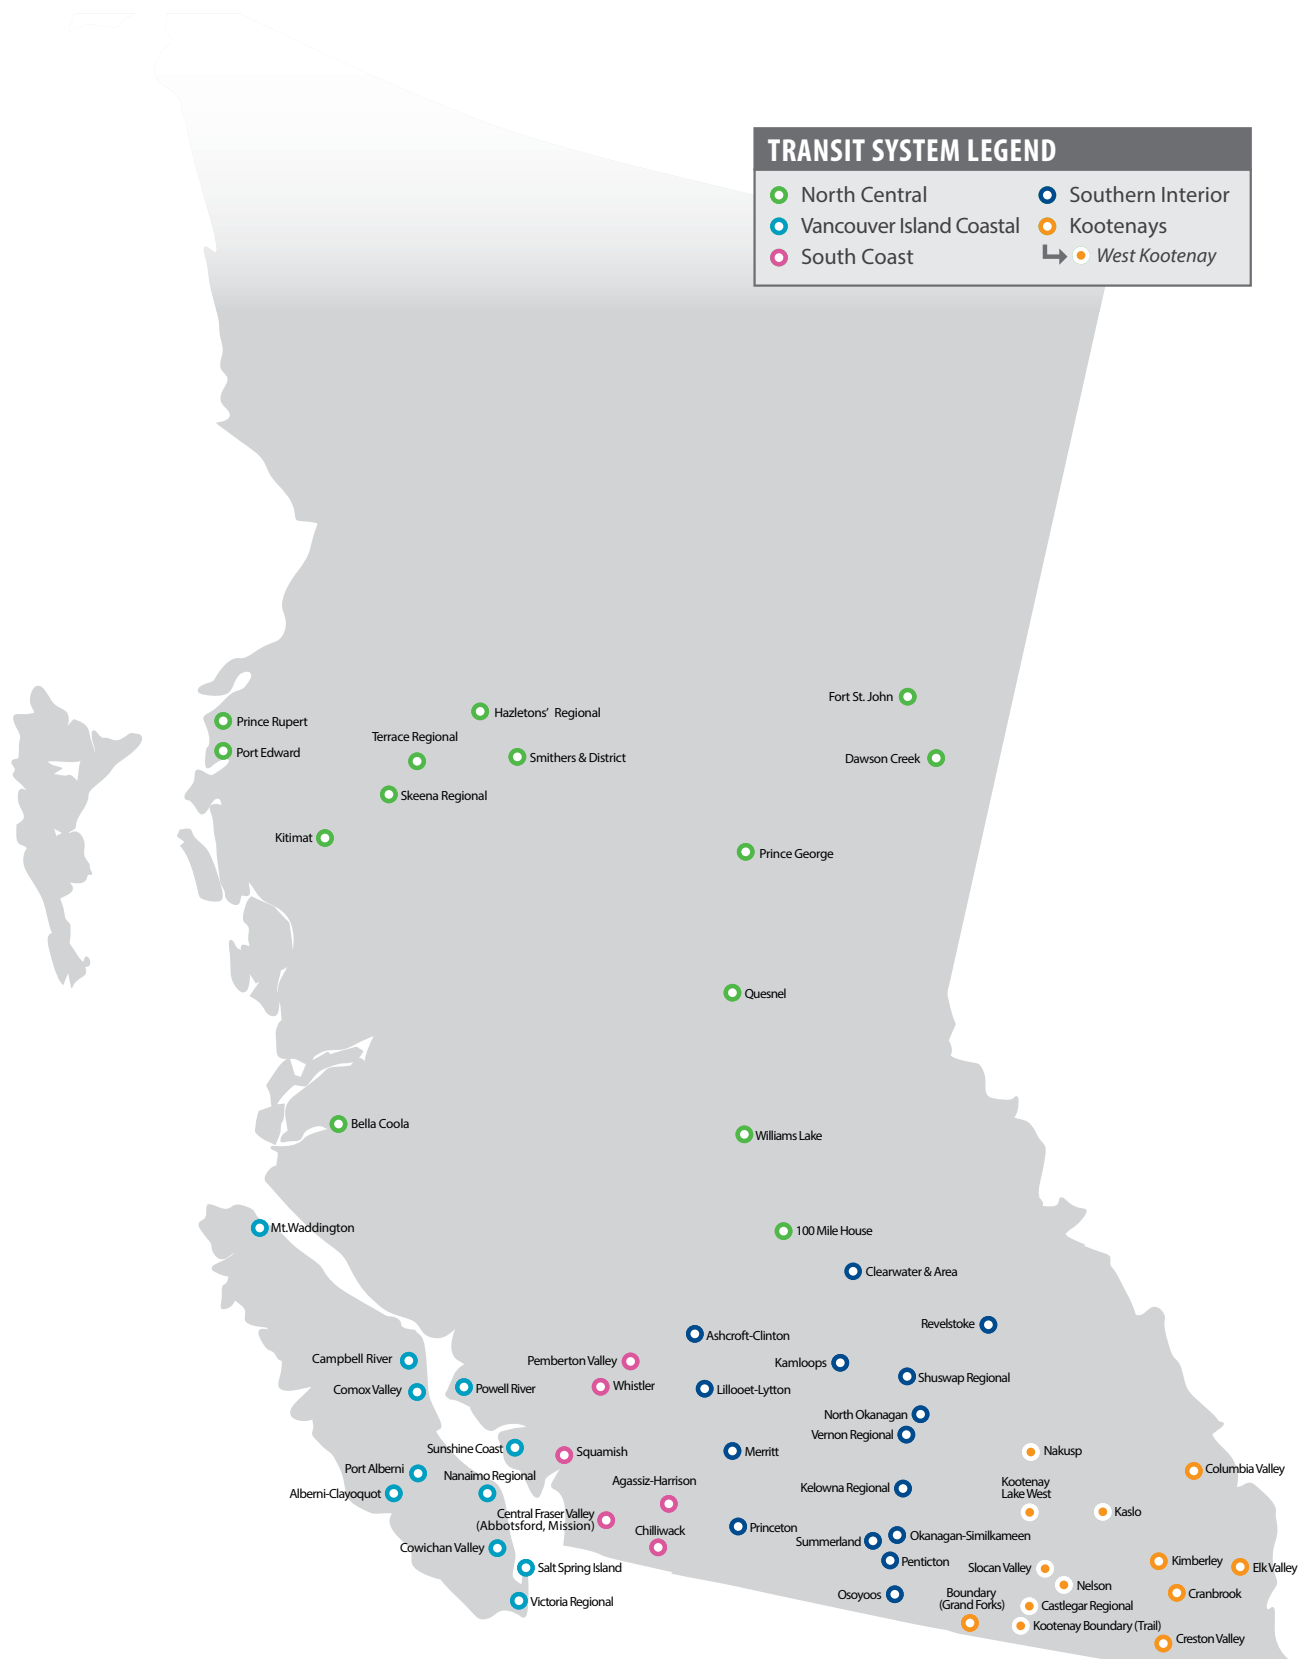 TRANSIT SYSTEM LEGEND
North Central
Vancouver Island Coastal
South Coast
Southern Interior
Kootenays
West Kootenay
Fort St. John
Hazletons' Regional
Prince Rupert
Terrace Regional
Port Edward
Smithers & District
Dawson Creek
Skeena Regional
Kitimat
Prince George
Quesnel
Bella Coola
Williams Lake
Mt.Waddington
100 Mile House
Clearwater & Area
Revelstoke
Ashcroft-Clinton
Campbell River
Pemberton Valley
Kamloops
Shuswap Regional
Comox Valley
Powell River
Whistler
Lillooet-Lytton
North Okanagan
Vernon Regional
Sunshine Coast
Squamish
Merritt
Nakusp
Port Alberni
Nanaimo Regional
Agassiz-Harrison
Kootenay
Lake West
Columbia Valley
Alberni-Clayoquot
Kelowna Regional
Central Fraser Valley
(Abbotsford, Mission)
Chilliwack
Princeton
Kaslo
Summerland
Okanagan-Similkameen
Cowichan Valley
Penticton
Salt Spring Island
Slocan Valley
Kimberley
Elk Valley
Nelson
Osoyoos
Boundary
(Grand Forks)
Cranbrook
Victoria Regional
Castlegar Regional
Kootenay Boundary (Trail)
Creston Valley